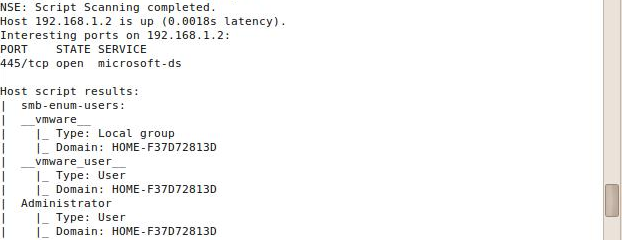 NSE: Script Scanning completed.
Host 192.168.1.2 is up (0.0018s latency).
Interesting ports on 192.168.1.2:
PORT    STATE SERVICE
445/tcp open  microsoft-ds

Host script results:
|  smb-enum-users:
|  __vmware__
|    |_ Type: Local group
|    |_ Domain: HOME-F37D72813D
|  __vmware_user__
|    |_ Type: User
|    |_ Domain: HOME-F37D72813D
|  Administrator
|    |_ Type: User
|    |_ Domain: HOME-F37D72813D